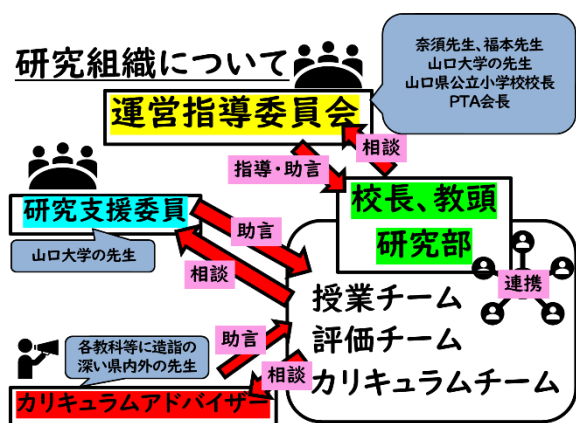 研究組織について
奈須先生、福本先生
山口大学の先生
山口県公立小学校校長
PTA会長
運営指導委員会
相談
指導・助言
研究支援委員
山口大学の先生
校長、教頭
研究部
助言
相談
連携
授業チーム
評価チーム
カリキュラムチーム
各教科等に造詣の
深い県内外の先生
助言
相談
カリキュラムアドバイザー